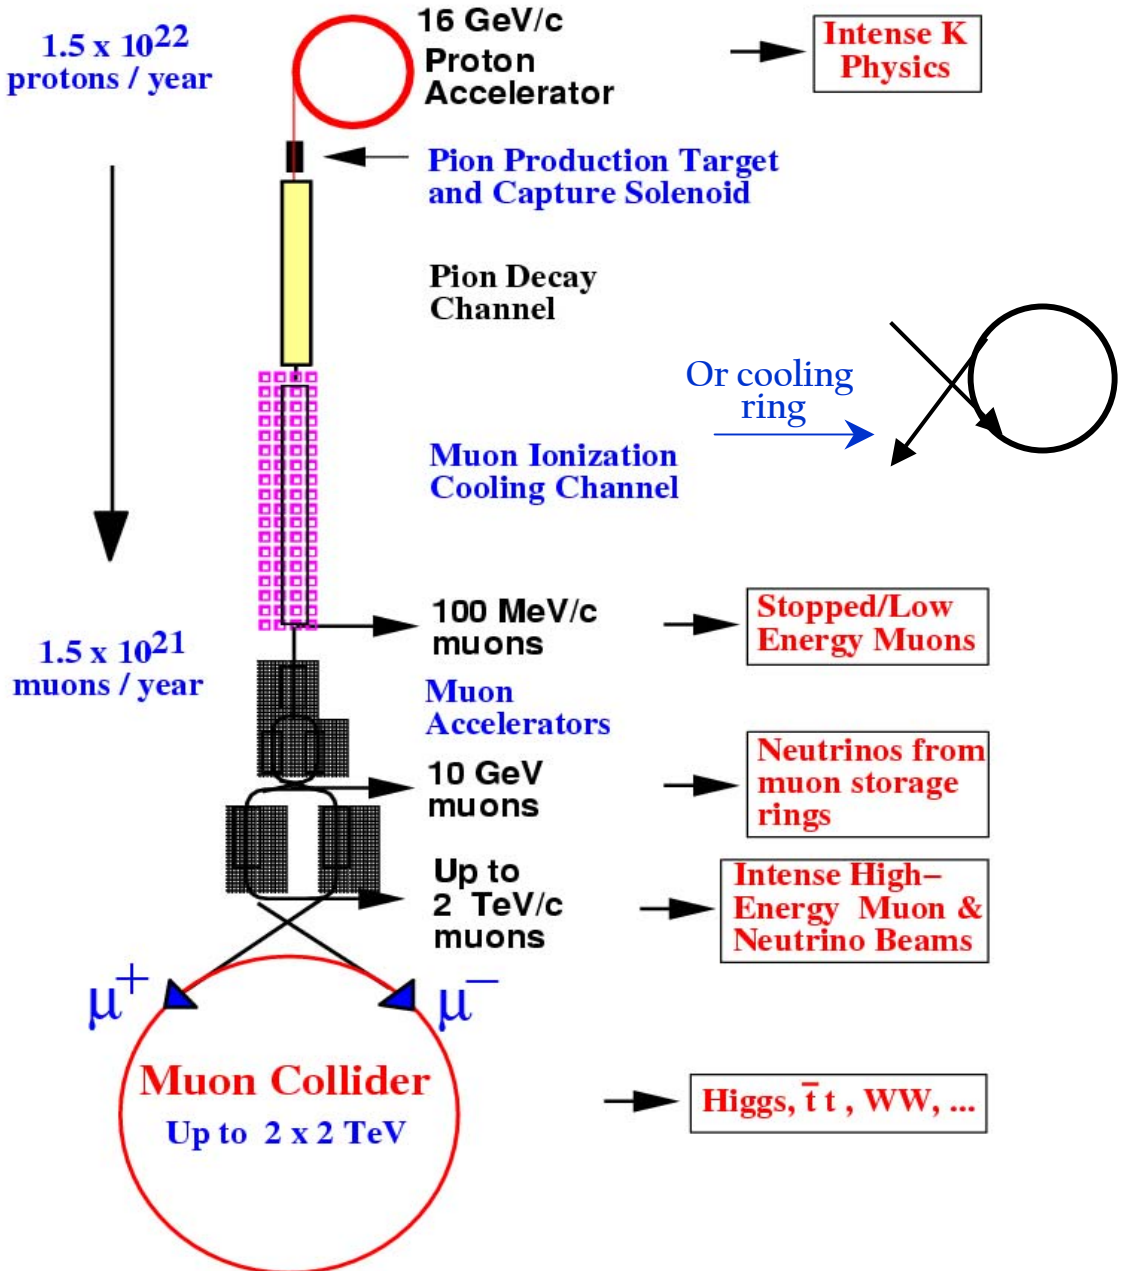 1.5 x 10^22
protons / year
16 GeV/c
Proton
Accelerator
Intense K
Physics
Pion Production Target
and Capture Solenoid
Pion Decay
Channel
Or cooling
ring
Muon Ionization
Cooling Channel
1.5 x 10^21
muons / year
100 MeV/c
muons
Stopped/Low
Energy Muons
Muon
Accelerators
10 GeV
muons
Neutrinos from
muon storage
rings
Up to
2 TeV/c
muons
Intense High–
Energy Muon &
Neutrino Beams
μ+
μ−
Muon Collider
Up to 2 x 2 TeV
Higgs, t̄ t , WW, ...